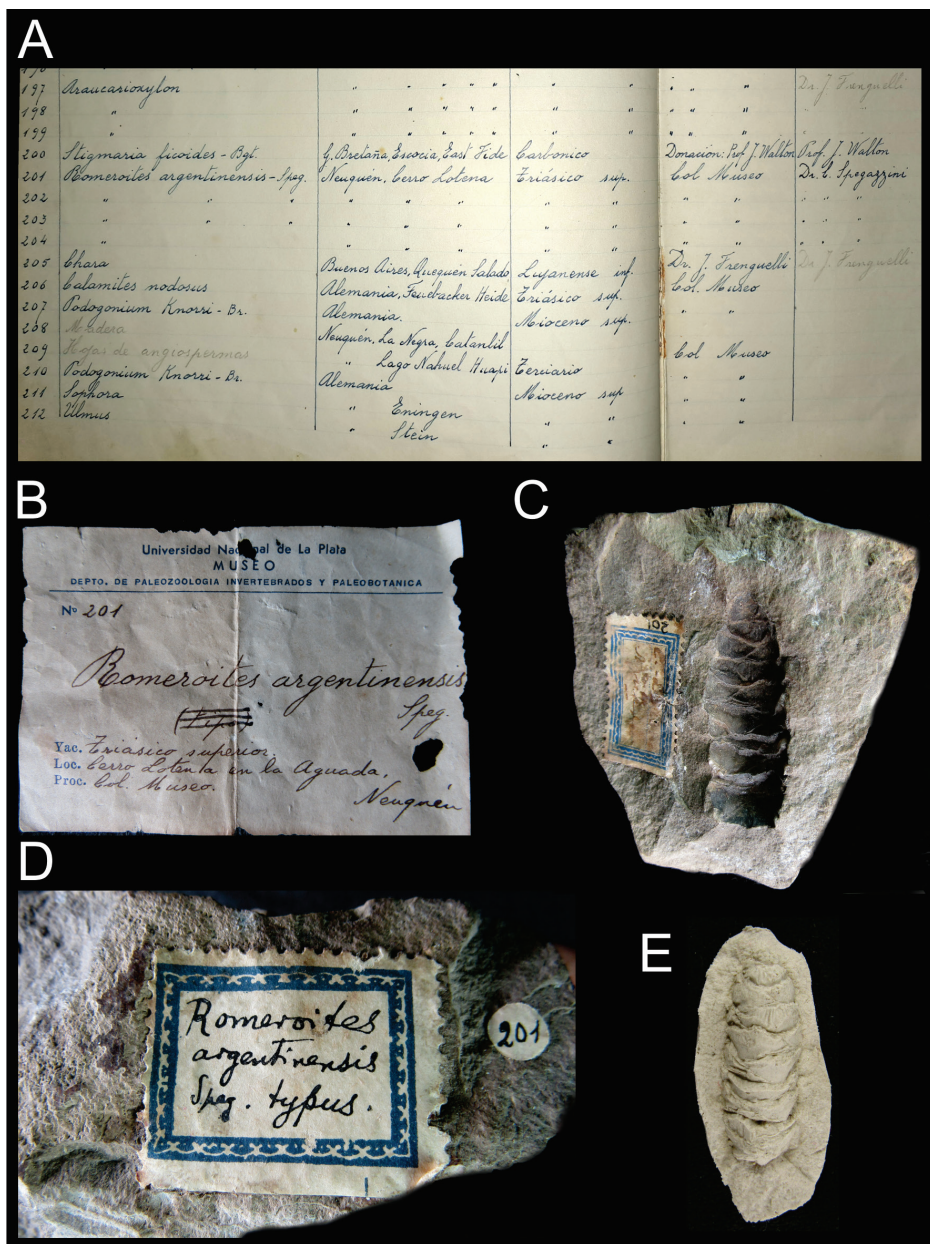 A
197 Araucarioxylon " " " " " " " " " Dr. J. Frenguelli
198 " " " " " " " " " " " "
199 " " " " " " " " " " "
200 Stigmaria ficoides - Bgt. G. Bretaña, Escocia, East Fide Carbonico Donacion: Prof J. Walton Prof. J. Walton
201 Romeroites argentinensis - Speg. Neuquén, Cerro Lotena Triásico sup. Col Museo Dr. C. Spegazzini
202 " " " " " " " " " " " " "
203 " " " " " " " " " " " "
204 " " " " " " " " " " "
205 Chara Buenos Aires, Quequén Salado Lujanense inf. Dr. J. Frenguelli Dr. J. Frenguelli
206 Calamites nodosus Alemania, Feuebacker Heide Triásico sup. Col. Museo
207 Podogonium Knorri - Br. Alemania. Mioceno sup. " "
208 Madera Neuquén, La Negra, Catanlil
209 Hojas de angiospermas " Lago Nahuel Huapi Terciario Col Museo
210 Podogonium Knorri - Br. Alemania Mioceno sup " "
211 Sophora " Eningen " " "
212 Ulmus " Stein " "
B
Universidad Nacional de La Plata
MUSEO
DEPTO. DE PALEOZOOLOGIA INVERTEBRADOS Y PALEOBOTANICA
Nº 201
Romeroites argentinensis
Speg.
Yac. Triásico superior.
Loc. Cerro Lotena en la Aguada,
Proc. Col. Museo.
Neuquén
C
201
D
Romeroites
argentinensis
Speg. typus.
201
E